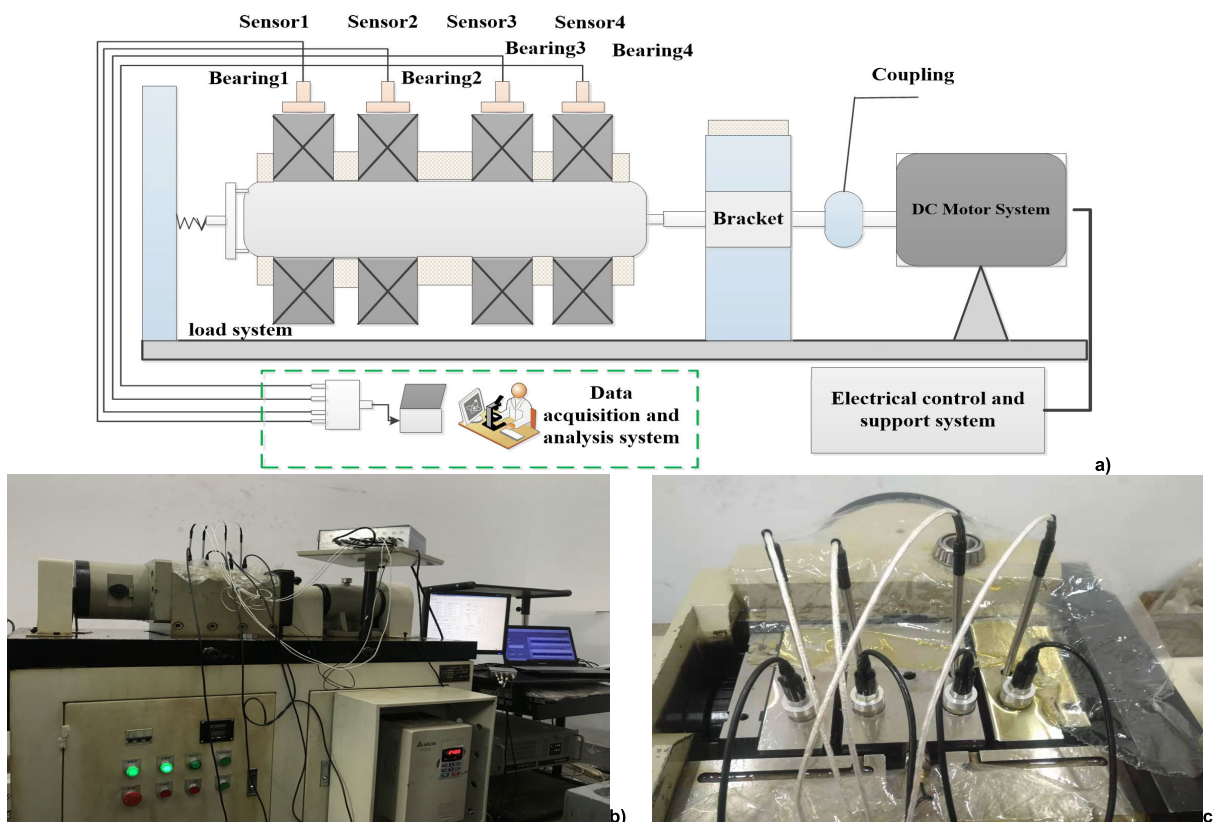 Sensor1
Sensor2
Sensor3
Sensor4
Bearing1
Bearing2
Bearing3
Bearing4
Coupling
Bracket
DC Motor System
load system
Data
acquisition and
analysis system
Electrical control and
support system
a)
b)
c